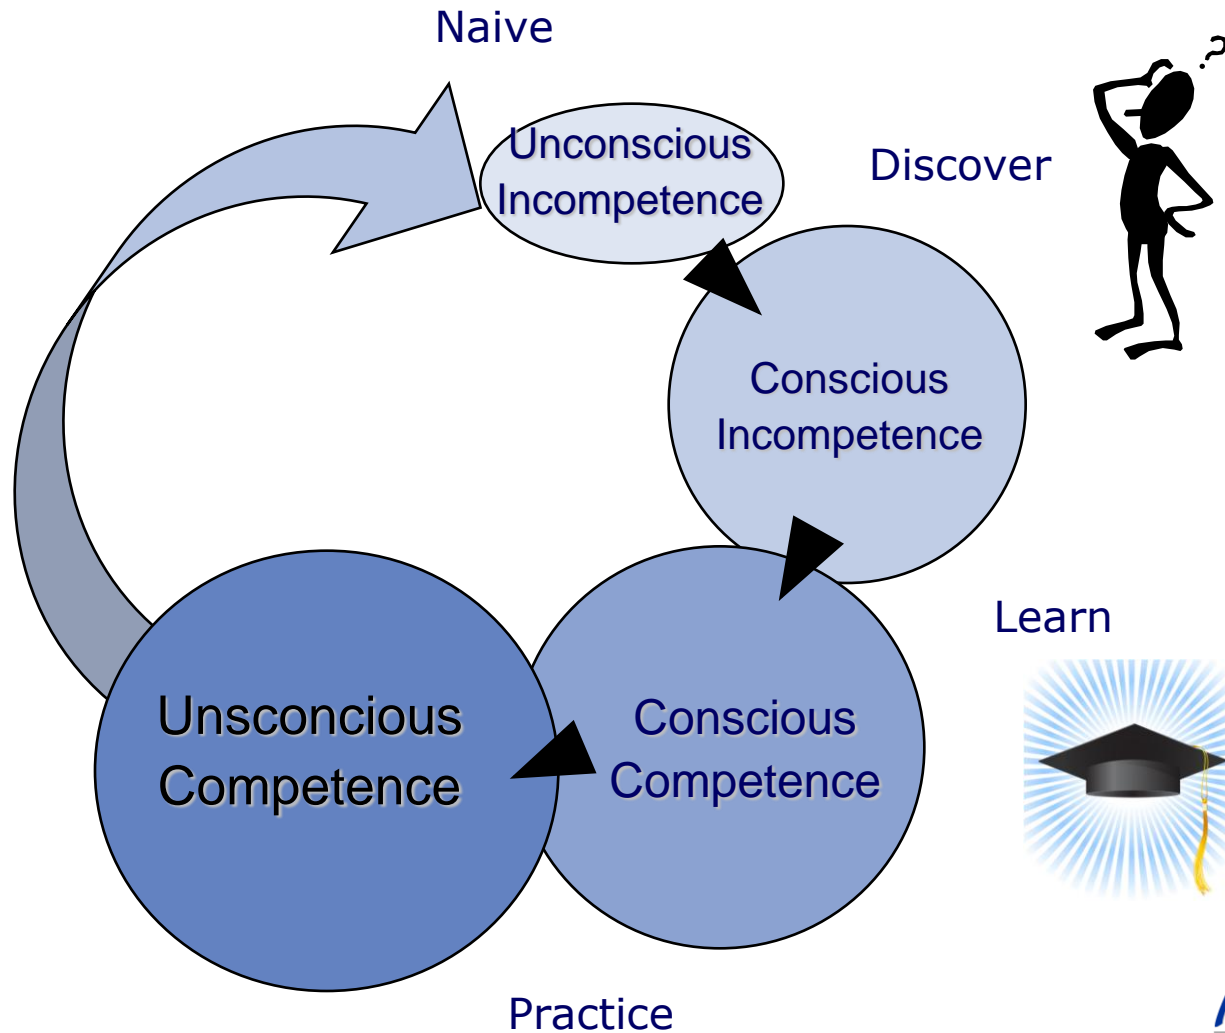 Naive
Unconscious
Incompetence
Discover
?
Conscious
Incompetence
Learn
Conscious
Competence
Unsconcious
Competence
Practice